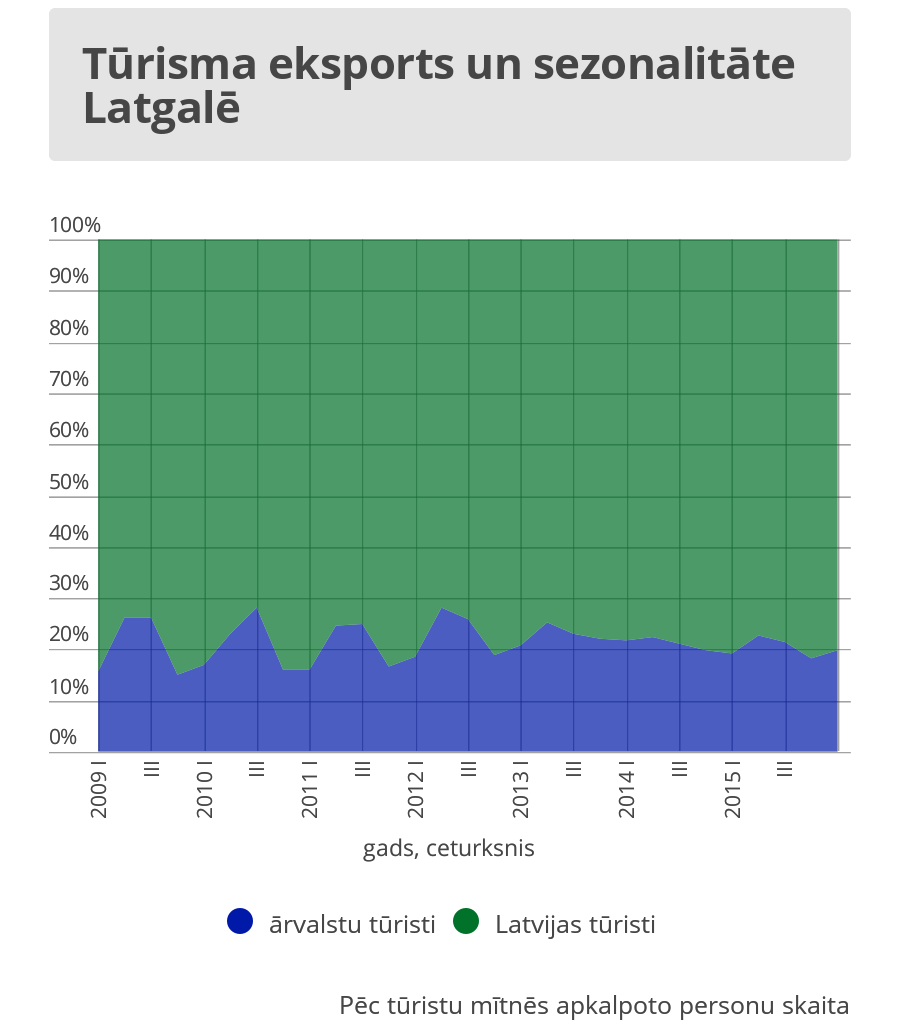 Tūrisma eksports un sezonalitāte
Latgalē
100%
90%
80%
70%
60%
50%
40%
30%
20%
10%
0%
2009 I
III
2010 I
III
2011 I
III
2012 I
III
2013 I
III
2014 I
III
2015 I
III
gads, ceturksnis
ārvalstu tūristi
Latvijas tūristi
Pēc tūristu mītnēs apkalpoto personu skaita